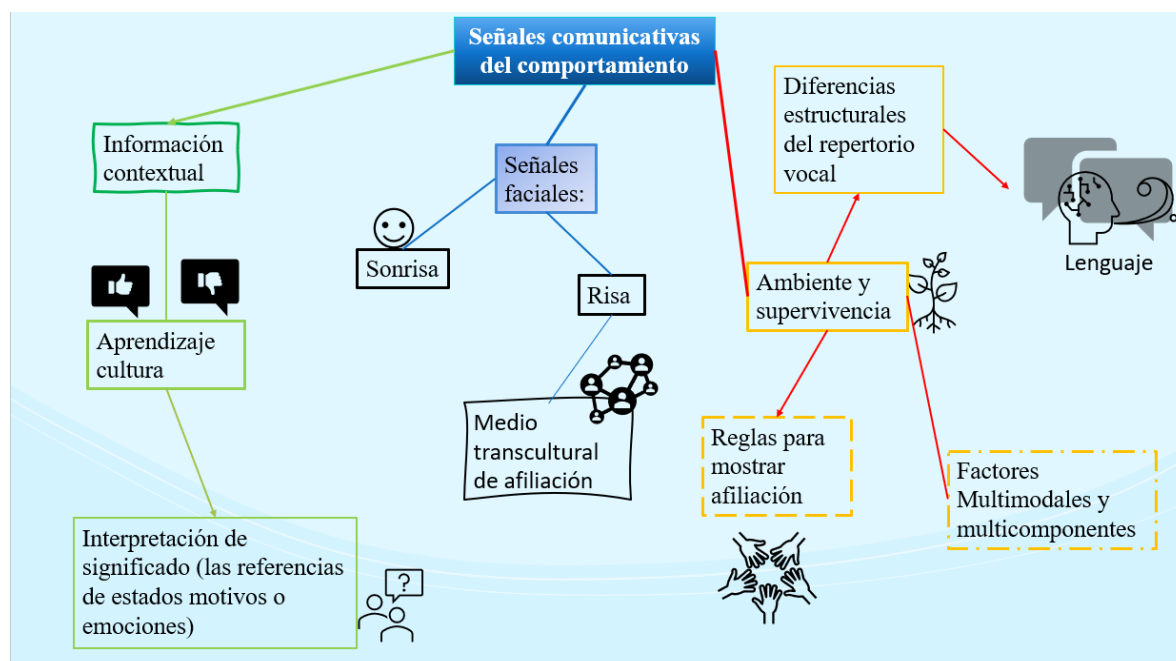 Señales comunicativas
del comportamiento
Información
contextual
Aprendizaje
cultura
Interpretación de
significado (las referencias
de estados motivos o
emociones)
?
Señales
faciales:
Sonrisa
Risa
Medio
transcultural
de afiliación
Diferencias
estructurales
del repertorio
vocal
Lenguaje
Ambiente y
supervivencia
Reglas para
mostrar
afiliación
Factores
Multimodales y
multicomponentes